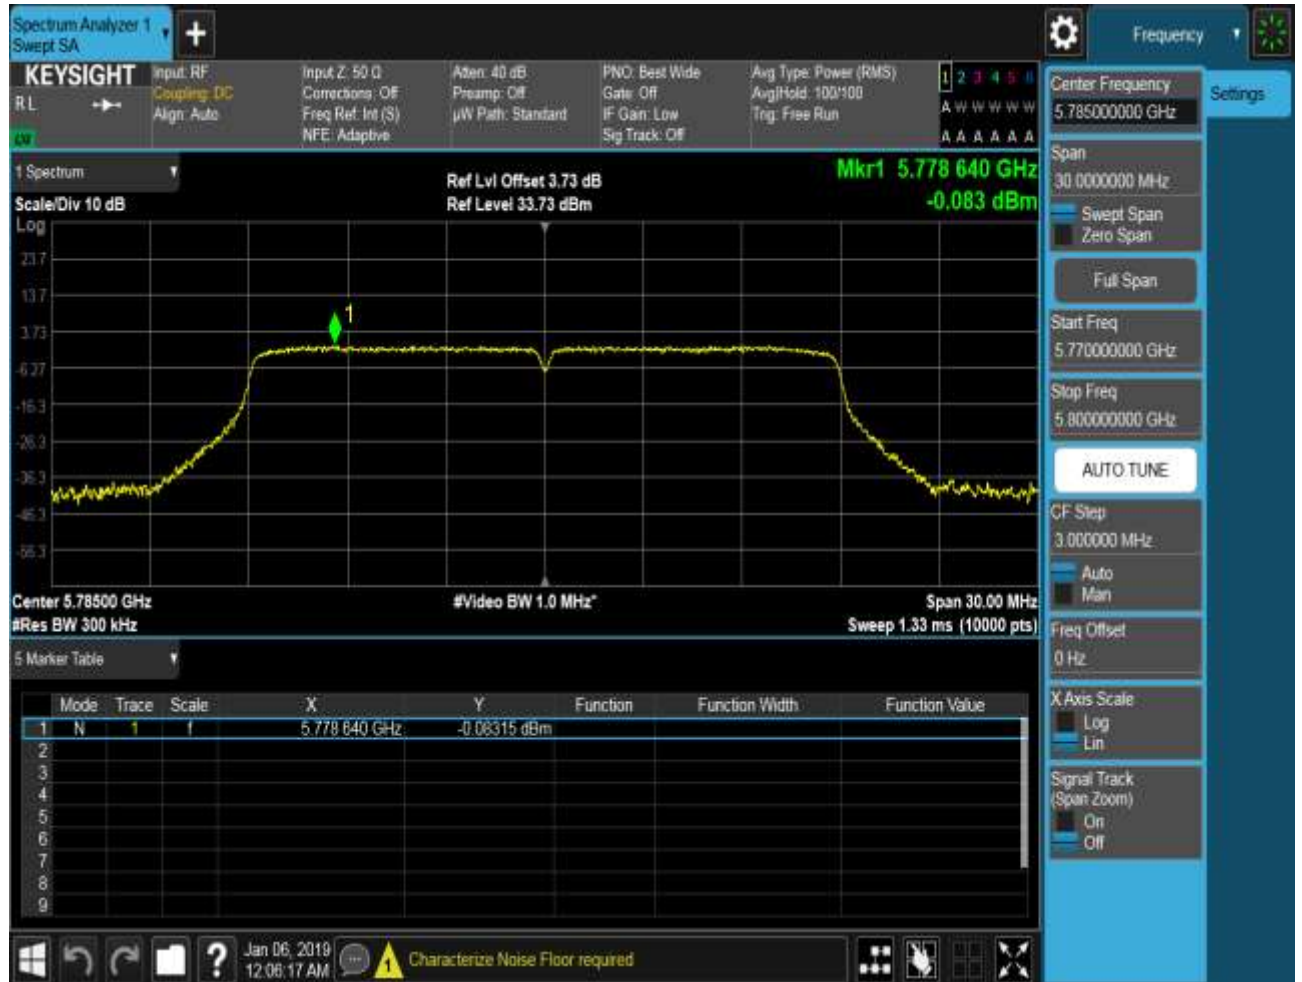 Spectrum Analyzer 1
Swept SA
+
Frequency
KEYSIGHT
RL
Input: RF
Coupling: DC
Align: Auto
Input Z: 50 Ω
Corrections: Off
Freq Ref: Int (S)
NFE: Adaptive
Atten: 40 dB
Preamp: Off
µW Path: Standard
PNO: Best Wide
Gate: Off
IF Gain: Low
Sig Track: Off
Avg Type: Power (RMS)
Avg|Hold: 100/100
Trig: Free Run
1 2 3 4 5 6
A W W W W W
A A A A A A
1 Spectrum
Scale/Div 10 dB
Ref Lvl Offset 3.73 dB
Ref Level 33.73 dBm
Mkr1 5.778 640 GHz
-0.083 dBm
Log
23.7
13.7
3.73
-6.27
-16.3
-26.3
-36.3
-46.3
-56.3
1
Center 5.78500 GHz
#Res BW 300 kHz
#Video BW 1.0 MHz*
Span 30.00 MHz
Sweep 1.33 ms (10000 pts)
5 Marker Table
Mode Trace Scale X Y Function Function Width Function Value
1 N 1 f 5.778 640 GHz -0.08315 dBm
2
3
4
5
6
7
8
9
Center Frequency
5.785000000 GHz
Settings
Span
30.0000000 MHz
Swept Span
Zero Span
Full Span
Start Freq
5.770000000 GHz
Stop Freq
5.800000000 GHz
AUTO TUNE
CF Step
3.000000 MHz
Auto
Man
Freq Offset
0 Hz
X Axis Scale
Log
Lin
Signal Track
(Span Zoom)
On
Off
?
Jan 06, 2019
12:06:17 AM
1
Characterize Noise Floor required